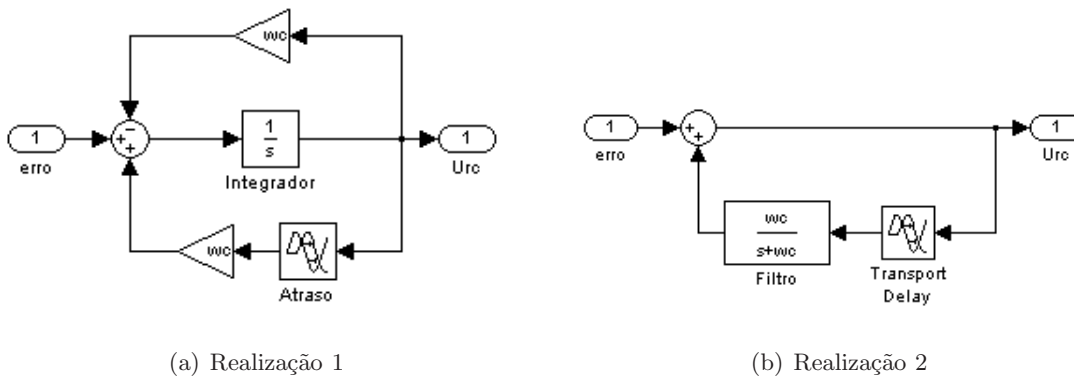 wc
1
erro
−
+
+
1
s
Integrador
1
Urc
wc
Atraso
(a) Realização 1
1
erro
+
+
1
Urc
wc
s+wc
Filtro
Transport
Delay
(b) Realização 2